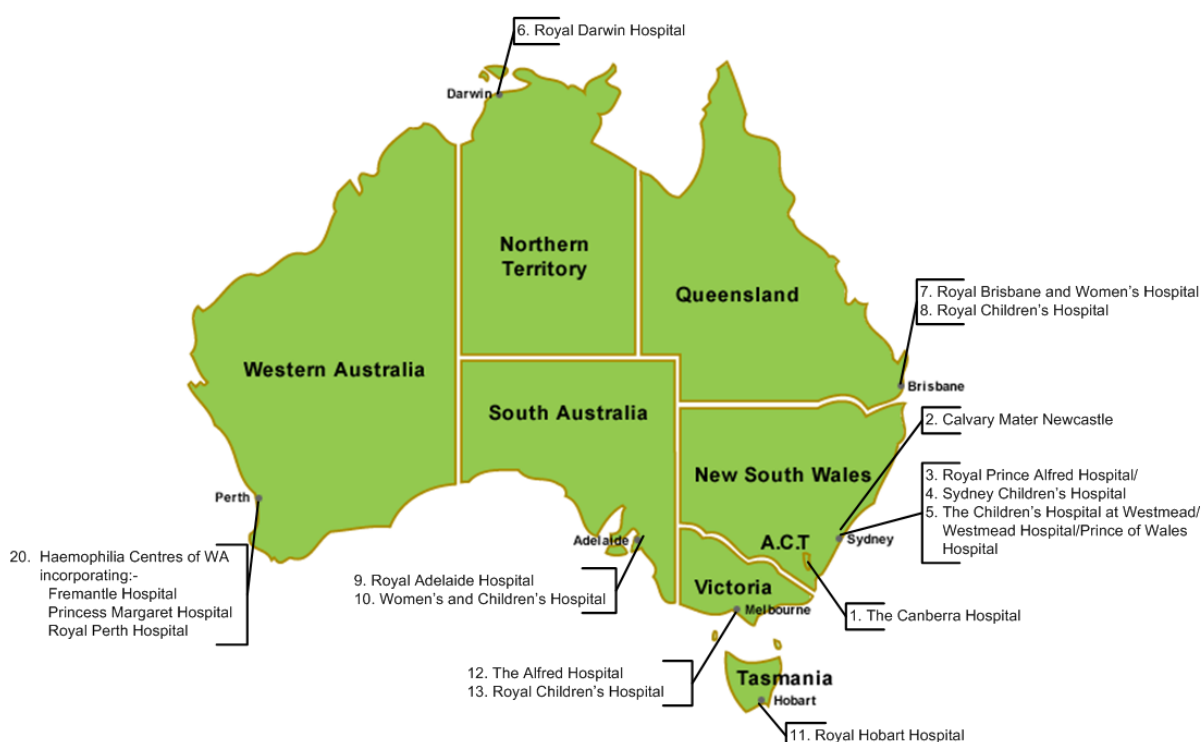 6. Royal Darwin Hospital
Darwin
Northern
Territory
Queensland
7. Royal Brisbane and Women's Hospital
8. Royal Children's Hospital
Western Australia
Brisbane
South Australia
2. Calvary Mater Newcastle
New South Wales
3. Royal Prince Alfred Hospital/
4. Sydney Children's Hospital
5. The Children's Hospital at Westmead/
Westmead Hospital/Prince of Wales
Hospital
Perth
Adelaide
A.C.T
Sydney
20. Haemophilia Centres of WA
incorporating:-
Fremantle Hospital
Princess Margaret Hospital
Royal Perth Hospital
9. Royal Adelaide Hospital
10. Women's and Children's Hospital
Victoria
Melbourne
1. The Canberra Hospital
12. The Alfred Hospital
13. Royal Children's Hospital
Tasmania
Hobart
11. Royal Hobart Hospital